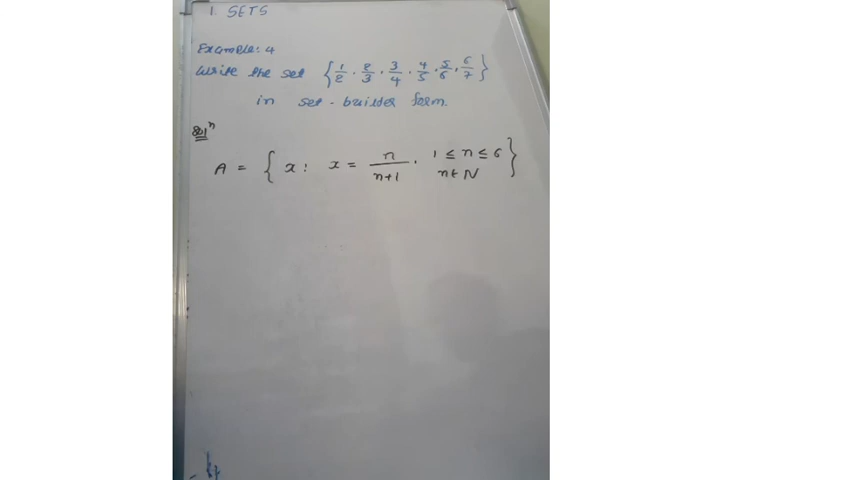 1. SETS
Example: 4
Write the set {1/2, 2/3, 3/4, 4/5, 5/6, 6/7}
in set-builder form.
Solⁿ
A = { x : x = n/(n+1), 1 ≤ n ≤ 6
n ∈ N }